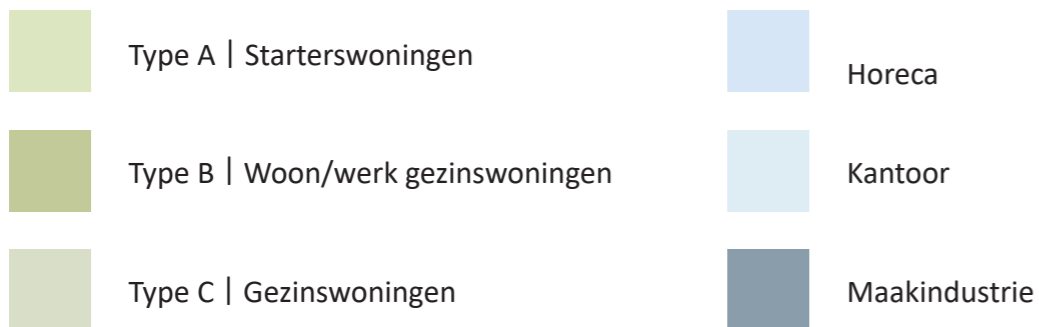 Type A | Starterswoningen
Type B | Woon/werk gezinswoningen
Type C | Gezinswoningen
Horeca
Kantoor
Maakindustrie